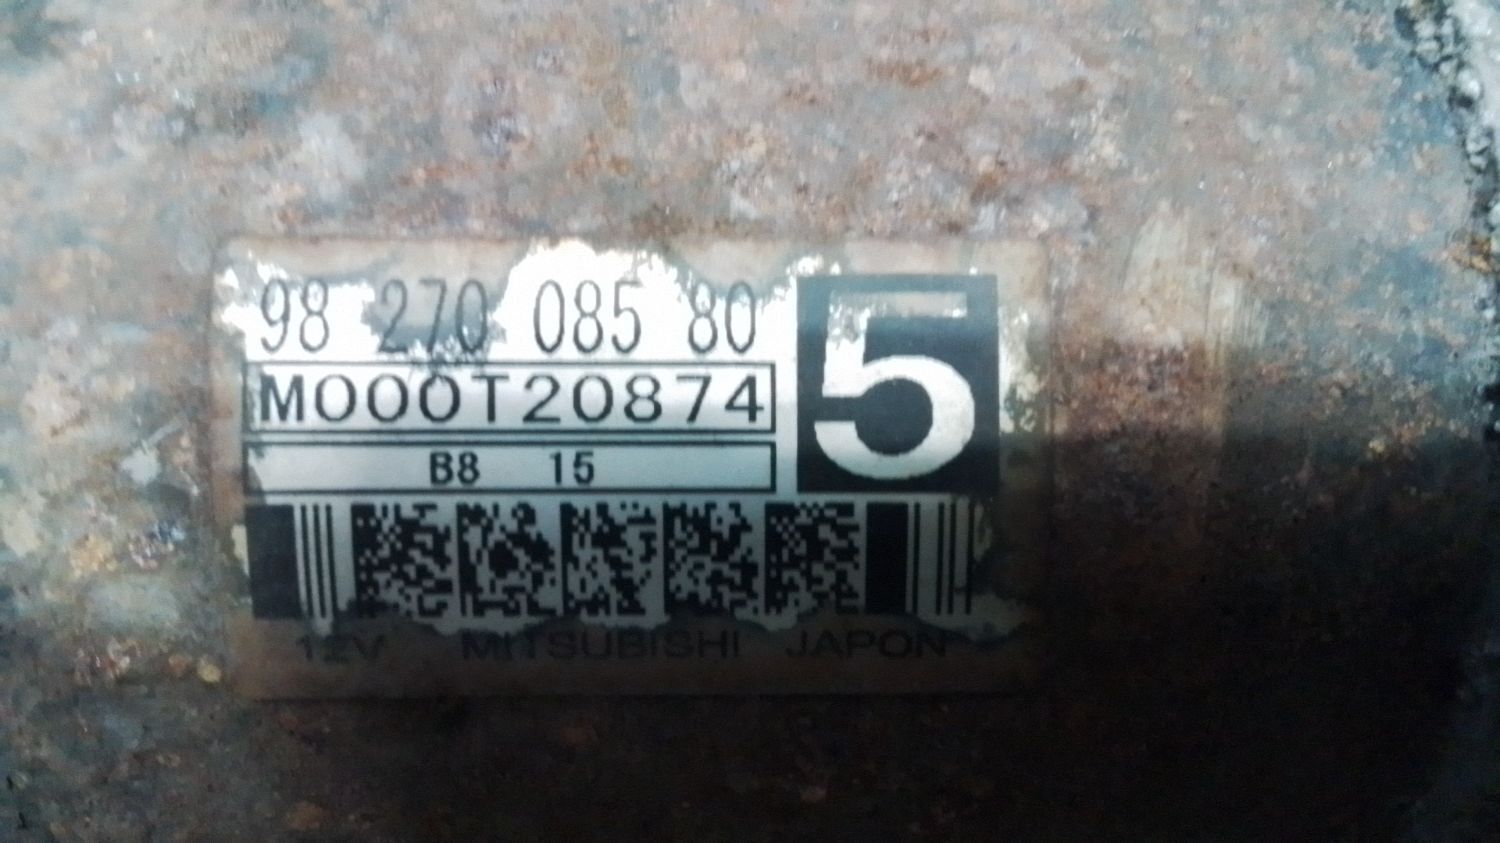 98 270 085 80
5
M000T20874
B8 15
12V MITSUBISHI JAPON